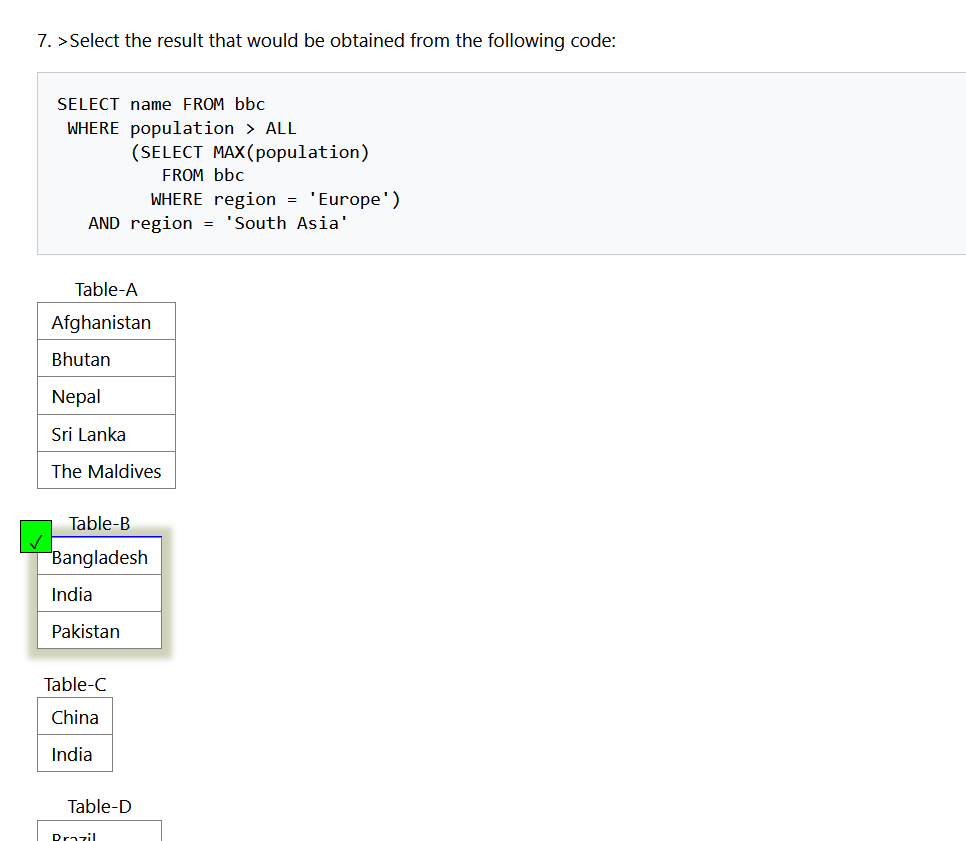 7. >Select the result that would be obtained from the following code:
SELECT name FROM bbc
WHERE population > ALL
(SELECT MAX(population)
FROM bbc
WHERE region = 'Europe')
AND region = 'South Asia'
Table-A
Afghanistan
Bhutan
Nepal
Sri Lanka
The Maldives
Table-B
✓
Bangladesh
India
Pakistan
Table-C
China
India
Table-D
Brazil